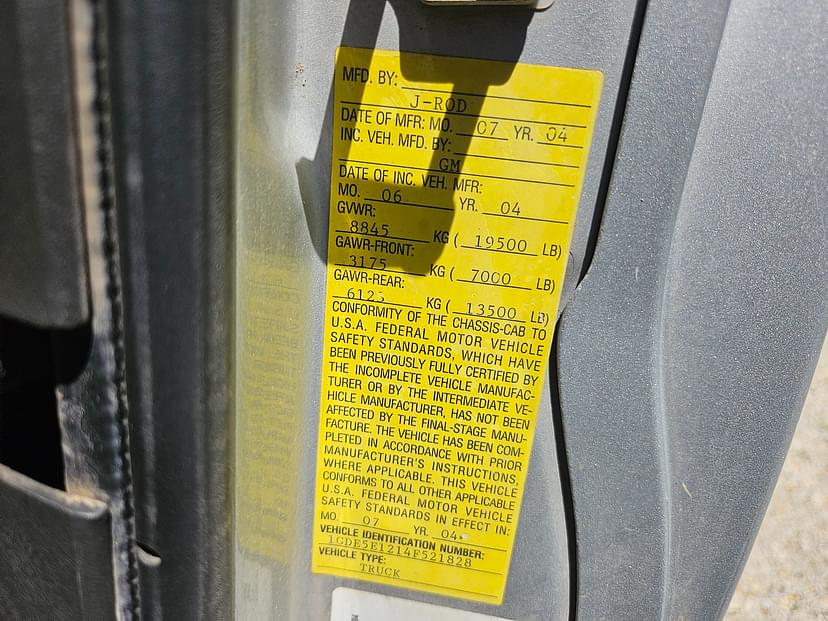 MFD. BY:
J-ROD
DATE OF MFR: MO. 07 YR. 04
INC. VEH. MFD. BY:
GM
DATE OF INC. VEH. MFR:
MO. 06 YR. 04
GVWR:
8845 KG ( 19500 LB)
GAWR-FRONT:
3175 KG ( 7000 LB)
GAWR-REAR:
6123 KG ( 13500 LB)
CONFORMITY OF THE CHASSIS-CAB TO
U.S.A. FEDERAL MOTOR VEHICLE
SAFETY STANDARDS, WHICH HAVE
BEEN PREVIOUSLY FULLY CERTIFIED BY
THE INCOMPLETE VEHICLE MANUFAC-
TURER OR BY THE INTERMEDIATE VE-
HICLE MANUFACTURER, HAS NOT BEEN
AFFECTED BY THE FINAL-STAGE MANU-
FACTURE. THE VEHICLE HAS BEEN COM-
PLETED IN ACCORDANCE WITH PRIOR
MANUFACTURER'S INSTRUCTIONS,
WHERE APPLICABLE. THIS VEHICLE
CONFORMS TO ALL OTHER APPLICABLE
U.S.A. FEDERAL MOTOR VEHICLE
SAFETY STANDARDS IN EFFECT IN:
MO. 07 YR. 04
VEHICLE IDENTIFICATION NUMBER:
1GDE5E1214F521828
VEHICLE TYPE:
TRUCK